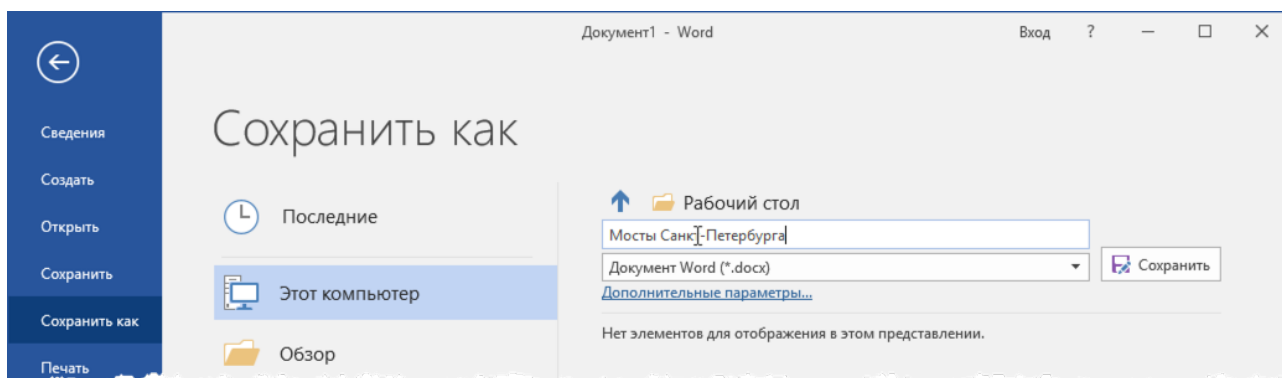 Документ1 - Word
Вход ?
Сведения
Создать
Открыть
Сохранить
Сохранить как
Печать
Сохранить как
Последние
Этот компьютер
Обзор
Рабочий стол
Мосты Санкт-Петербурга
Документ Word (*.docx)
Сохранить
Дополнительные параметры...
Нет элементов для отображения в этом представлении.